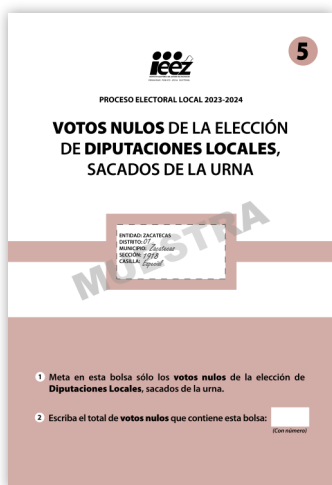 ieez
5
PROCESO ELECTORAL LOCAL 2023-2024
VOTOS NULOS DE LA ELECCIÓN
DE DIPUTACIONES LOCALES,
SACADOS DE LA URNA
ENTIDAD: ZACATECAS
DISTRITO: 01
MUNICIPIO: Zacatecas
SECCIÓN: 1918
CASILLA: Especial
MUESTRA
1 Meta en esta bolsa sólo los votos nulos de la elección de
Diputaciones Locales, sacados de la urna.
2 Escriba el total de votos nulos que contiene esta bolsa:
(Con número)